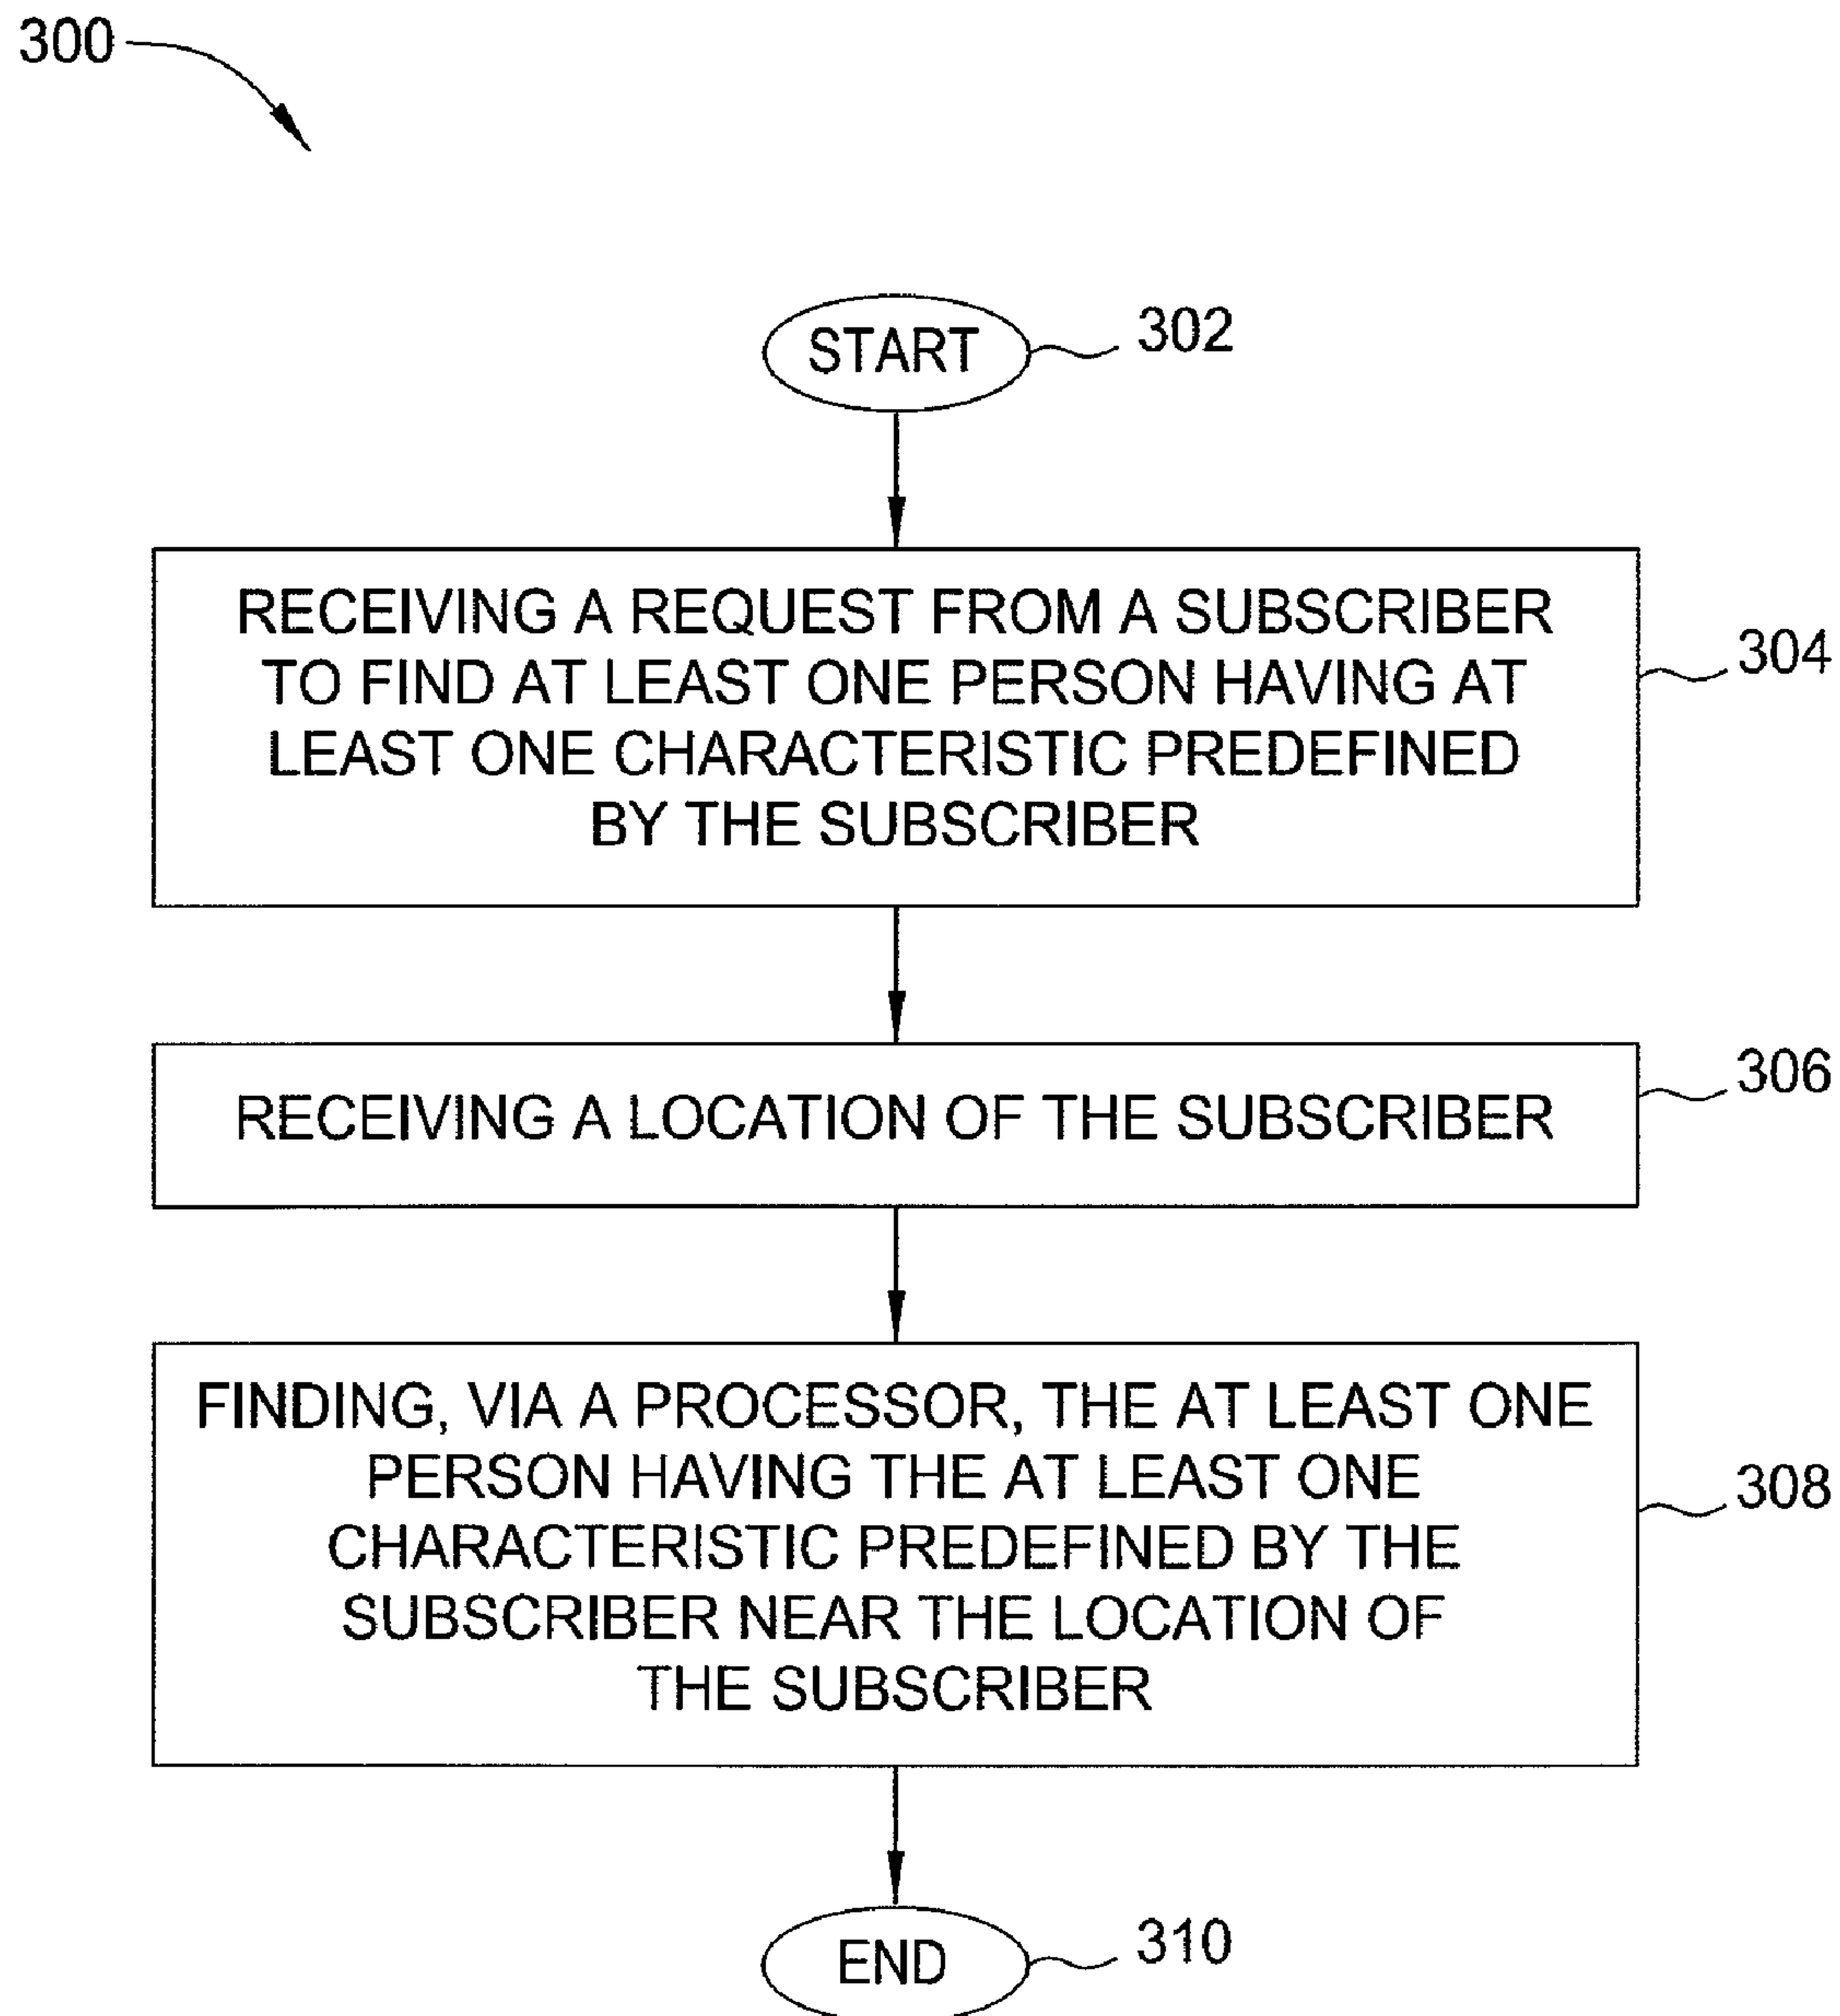 300
START
302
RECEIVING A REQUEST FROM A SUBSCRIBER
TO FIND AT LEAST ONE PERSON HAVING AT
LEAST ONE CHARACTERISTIC PREDEFINED
BY THE SUBSCRIBER
304
RECEIVING A LOCATION OF THE SUBSCRIBER
306
FINDING, VIA A PROCESSOR, THE AT LEAST ONE
PERSON HAVING THE AT LEAST ONE
CHARACTERISTIC PREDEFINED BY THE
SUBSCRIBER NEAR THE LOCATION OF
THE SUBSCRIBER
308
END
310